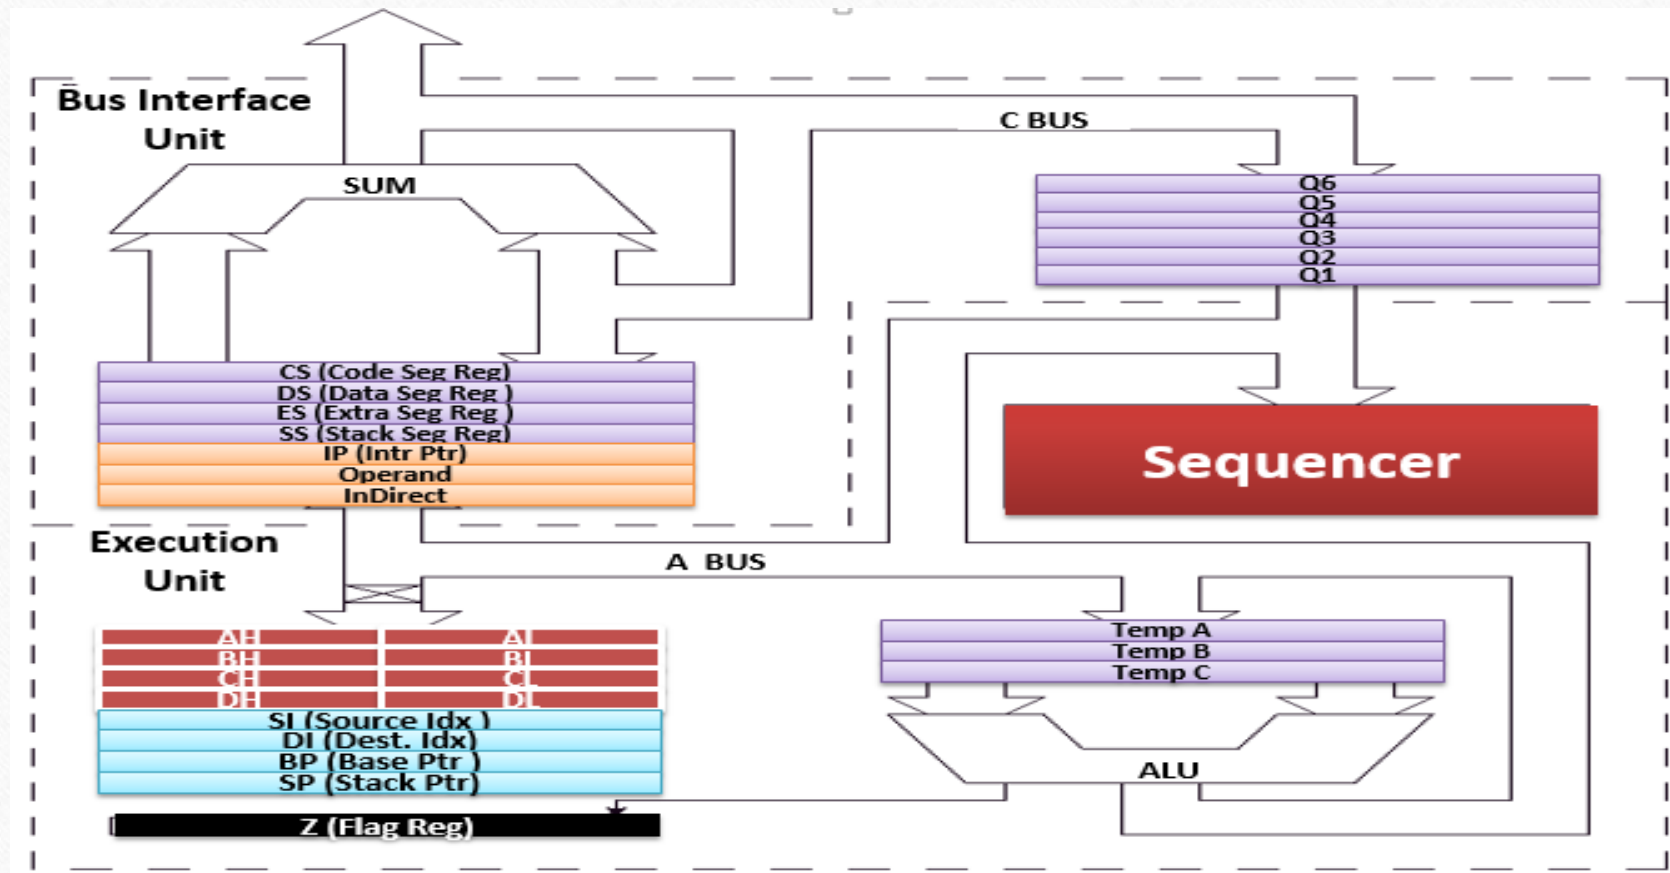 Bus Interface
Unit
C BUS
SUM
Q6
Q5
Q4
Q3
Q2
Q1
CS (Code Seg Reg)
DS (Data Seg Reg )
ES (Extra Seg Reg )
SS (Stack Seg Reg)
IP (Intr Ptr)
Operand
InDirect
Sequencer
Execution
Unit
A BUS
AH AL
BH BL
CH CL
DH DL
SI (Source Idx )
DI (Dest. Idx)
BP (Base Ptr )
SP (Stack Ptr)
Z (Flag Reg)
Temp A
Temp B
Temp C
ALU